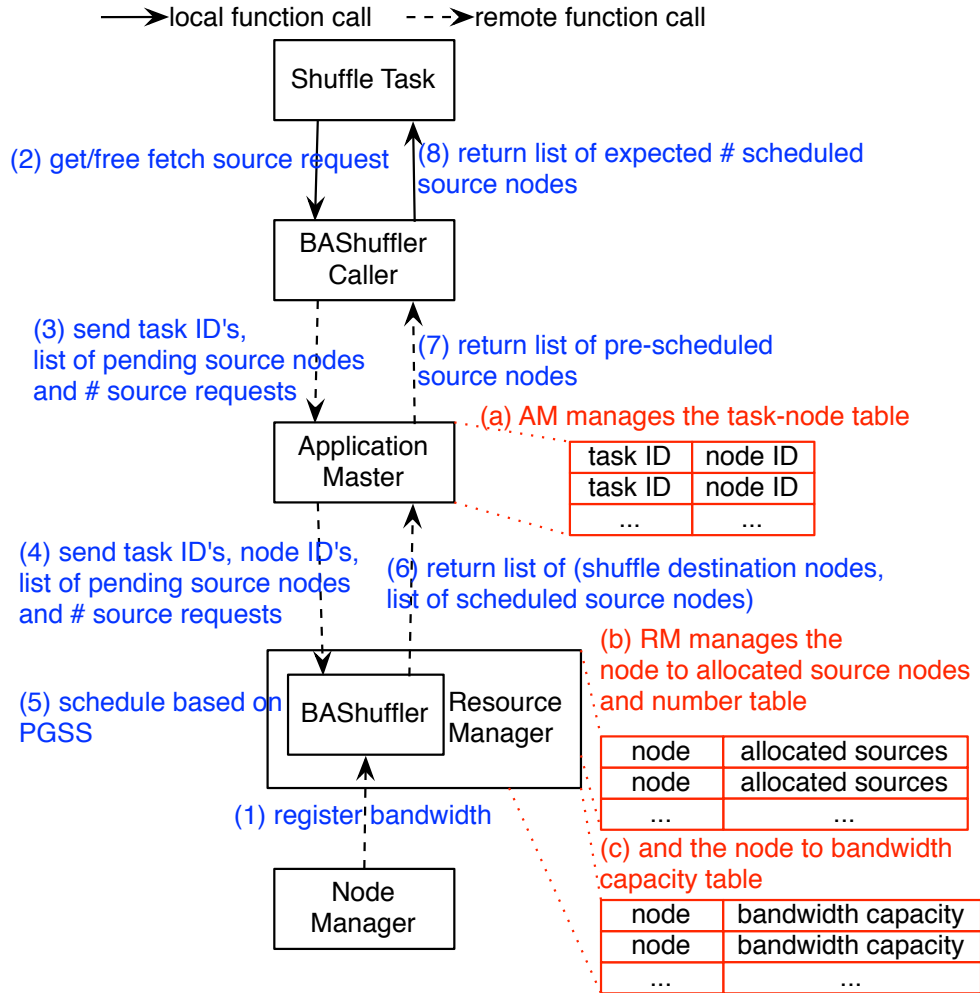 local function call
remote function call
Shuffle Task
(2) get/free fetch source request
(8) return list of expected # scheduled
source nodes
BAShuffler
Caller
(3) send task ID's,
list of pending source nodes
and # source requests
(7) return list of pre-scheduled
source nodes
(a) AM manages the task-node table
Application
Master
task ID node ID
task ID node ID
... ...
(4) send task ID's, node ID's,
list of pending source nodes
and # source requests
(6) return list of (shuffle destination nodes,
list of scheduled source nodes)
(b) RM manages the
node to allocated source nodes
and number table
(5) schedule based on
PGSS
BAShuffler
Resource
Manager
node allocated sources
node allocated sources
... ...
(1) register bandwidth
(c) and the node to bandwidth
capacity table
Node
Manager
node bandwidth capacity
node bandwidth capacity
... ...